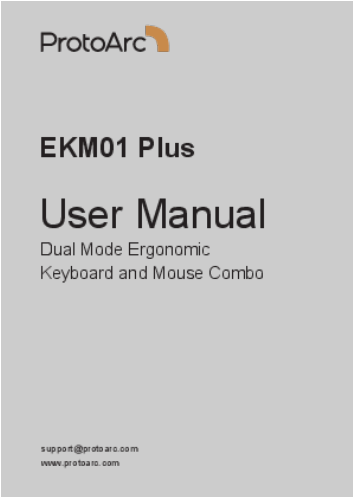 ProtoArc
EKM01 Plus
User Manual
Dual Mode Ergonomic
Keyboard and Mouse Combo
support@protoarc.com
www.protoarc.com